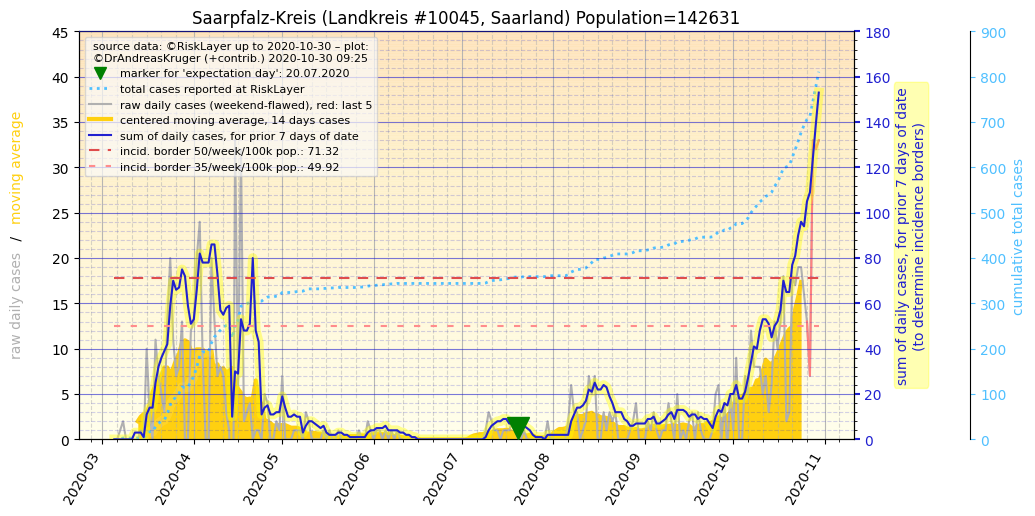 Saarpfalz-Kreis (Landkreis #10045, Saarland) Population=142631
source data: ©RiskLayer up to 2020-10-30 – plot:
©DrAndreasKruger (+contrib.) 2020-10-30 09:25
marker for 'expectation day': 20.07.2020
total cases reported at RiskLayer
raw daily cases (weekend-flawed), red: last 5
centered moving average, 14 days cases
sum of daily cases, for prior 7 days of date
incid. border 50/week/100k pop.: 71.32
incid. border 35/week/100k pop.: 49.92
raw daily cases / moving average
45
40
35
30
25
20
15
10
5
0
2020-03
2020-04
2020-05
2020-06
2020-07
2020-08
2020-09
2020-10
2020-11
180
160
140
120
100
80
60
40
20
0
sum of daily cases, for prior 7 days of date
(to determine incidence borders)
900
800
700
600
500
400
300
200
100
0
cumulative total cases